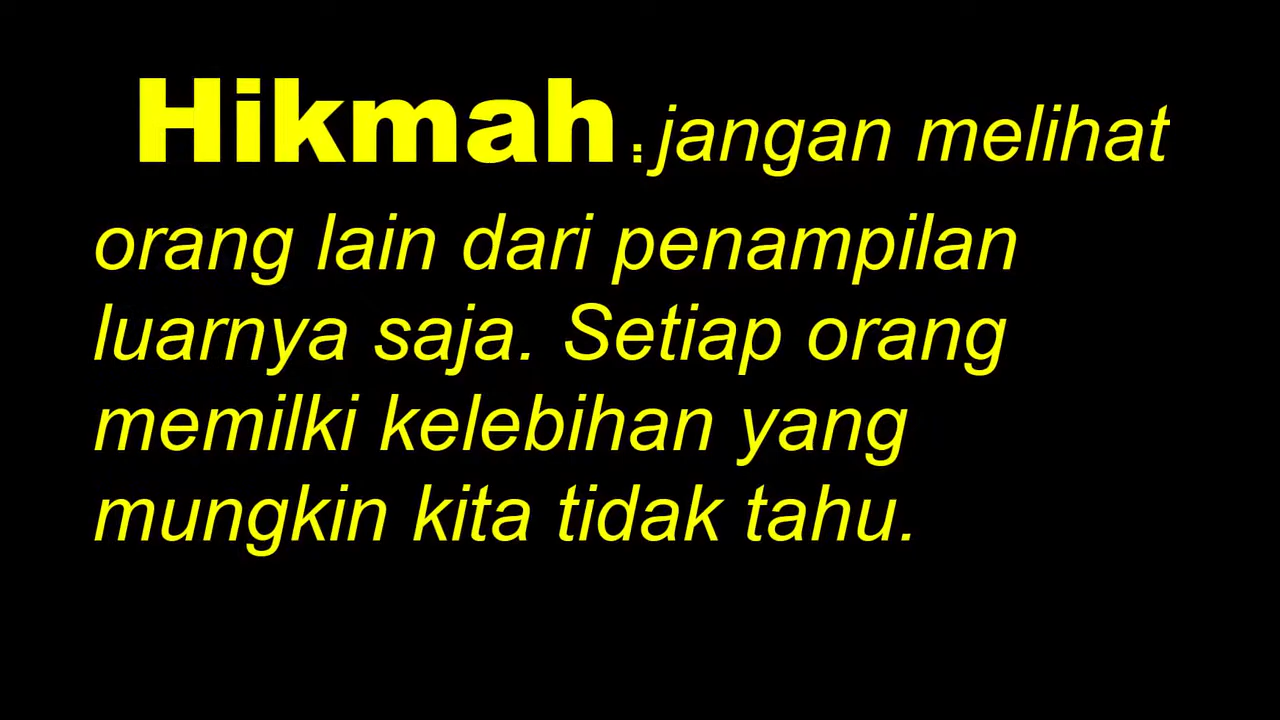 Hikmah : jangan melihat
orang lain dari penampilan
luarnya saja. Setiap orang
memilki kelebihan yang
mungkin kita tidak tahu.